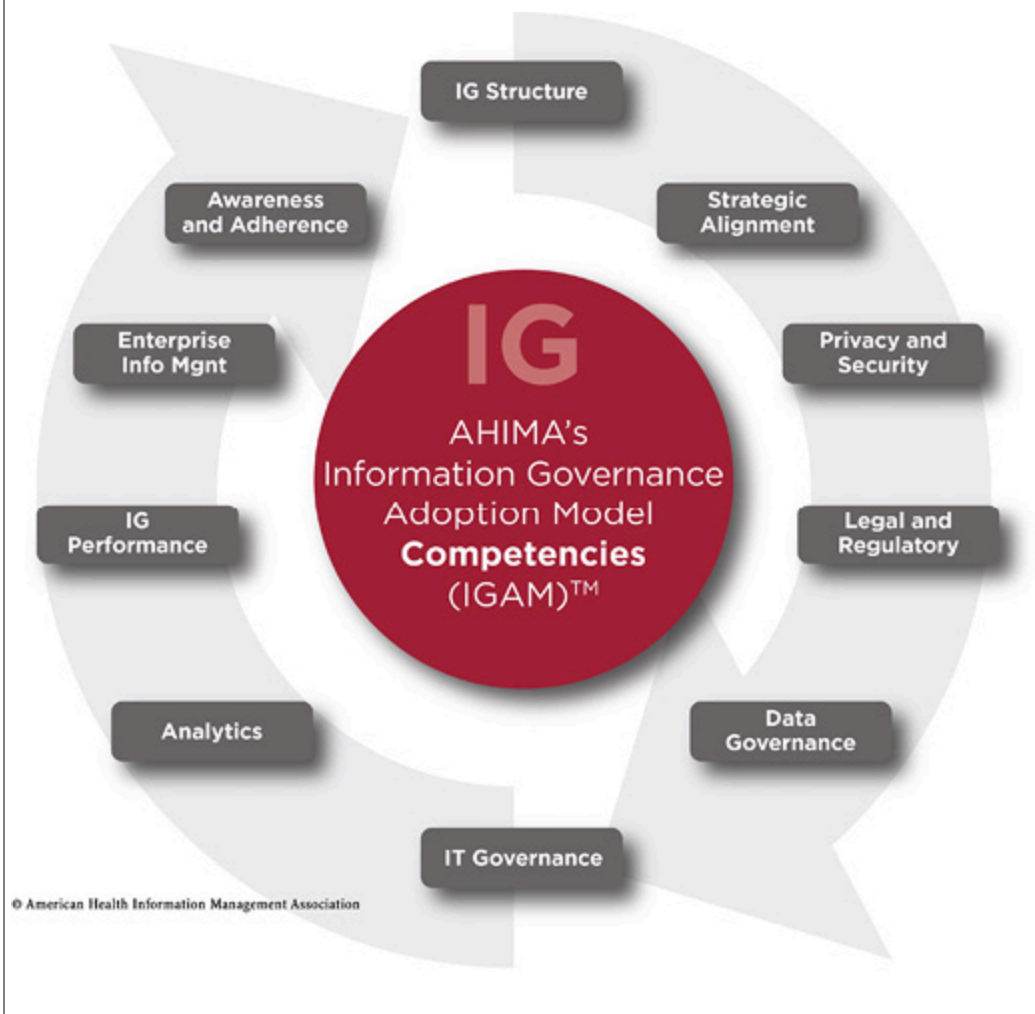 IG Structure
Strategic
Alignment
Privacy and
Security
Legal and
Regulatory
Data
Governance
IT Governance
Analytics
IG
Performance
Enterprise
Info Mgnt
Awareness
and Adherence
IG
AHIMA's
Information Governance
Adoption Model
Competencies
(IGAM)™
© American Health Information Management Association